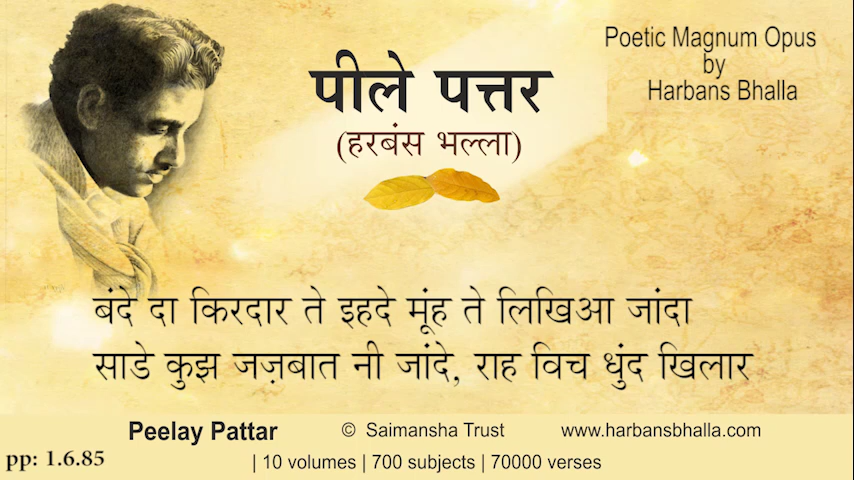 Poetic Magnum Opus
by
Harbans Bhalla
पीले पत्तर
(हरबंस भल्ला)
बंदे दा किरदार ते इहदे मूंह ते लिखिआ जांदा
साडे कुझ जज़बात नी जांदे, राह विच धुंद खिलार
Peelay Pattar © Saimansha Trust www.harbansbhalla.com
pp: 1.6.85 | 10 volumes | 700 subjects | 70000 verses